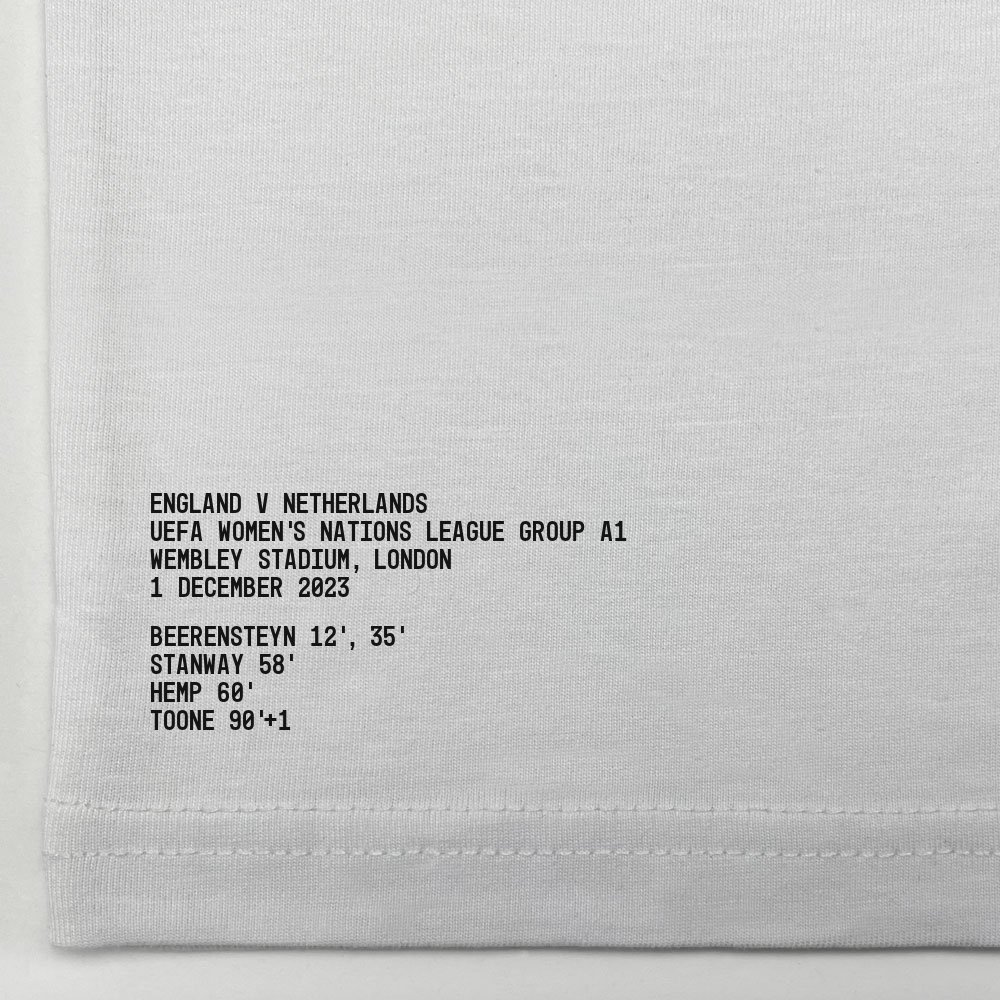 ENGLAND V NETHERLANDS
UEFA WOMEN'S NATIONS LEAGUE GROUP A1
WEMBLEY STADIUM, LONDON
1 DECEMBER 2023
BEERENSTEYN 12', 35'
STANWAY 58'
HEMP 60'
TOONE 90'+1